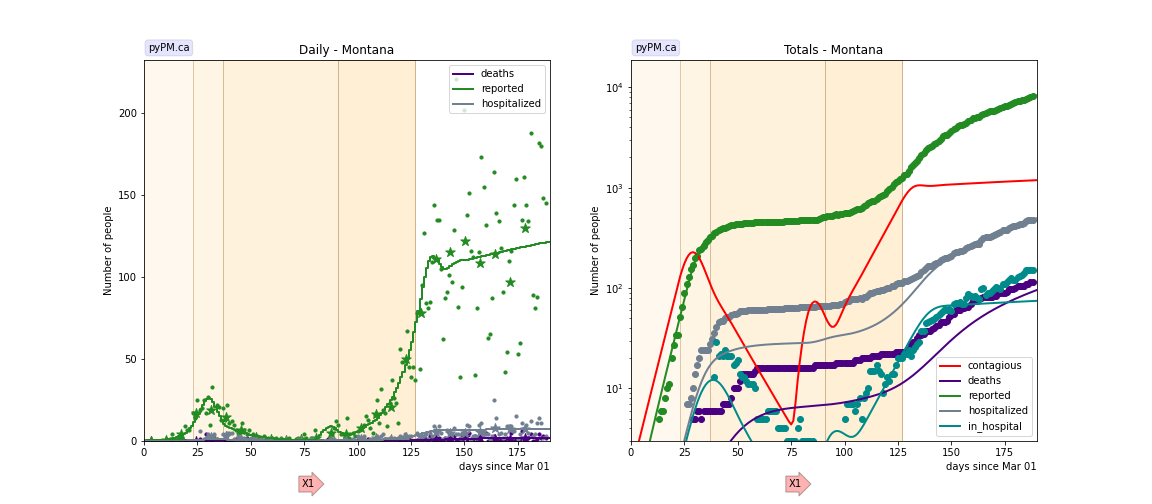 pyPM.ca
Daily - Montana
deaths
reported
hospitalized
Number of people
200
150
100
50
0
0
25
50
75
100
125
150
175
days since Mar 01
X1
pyPM.ca
Totals - Montana
Number of people
10⁴
10³
10²
10¹
contagious
deaths
reported
hospitalized
in_hospital
0
25
50
75
100
125
150
175
days since Mar 01
X1